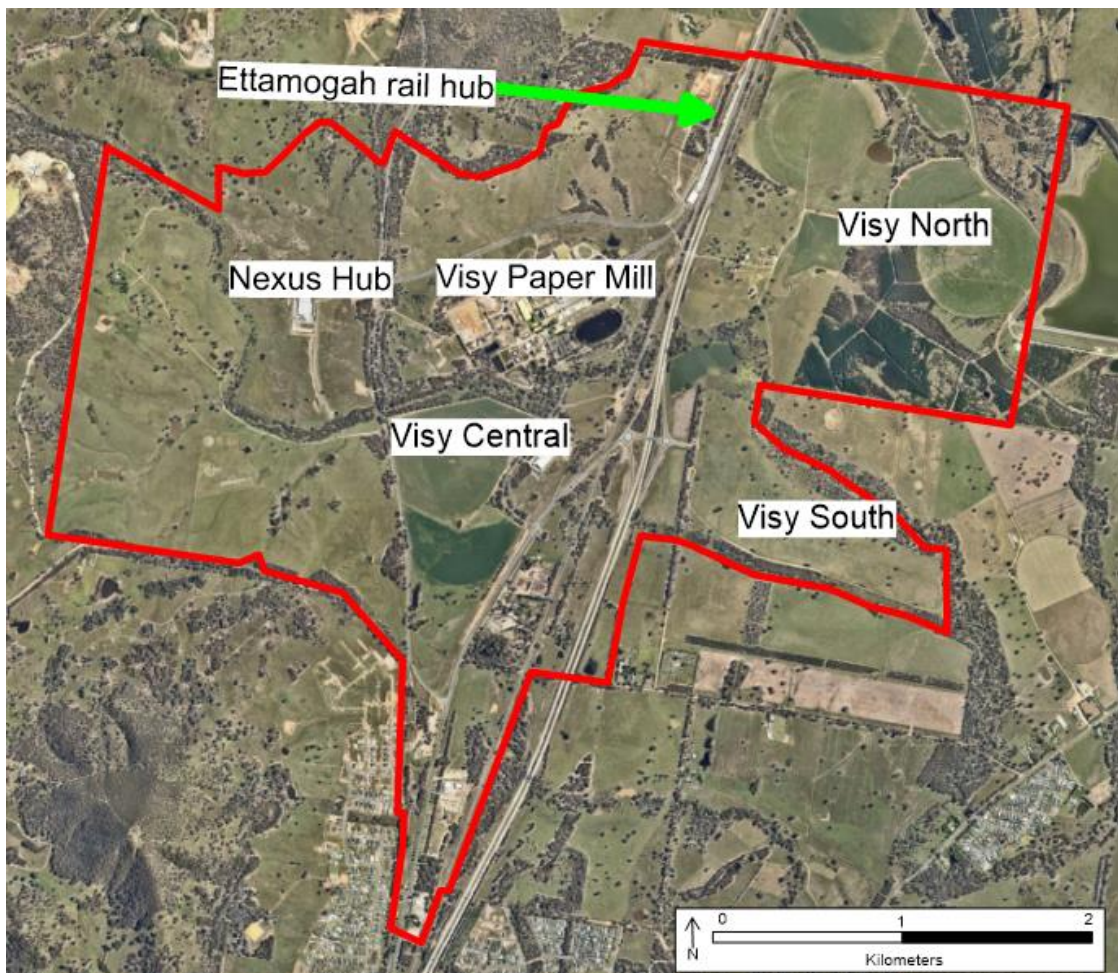 Ettamogah rail hub
Visy North
Nexus Hub
Visy Paper Mill
Visy Central
Visy South
0 1 2
N
Kilometers